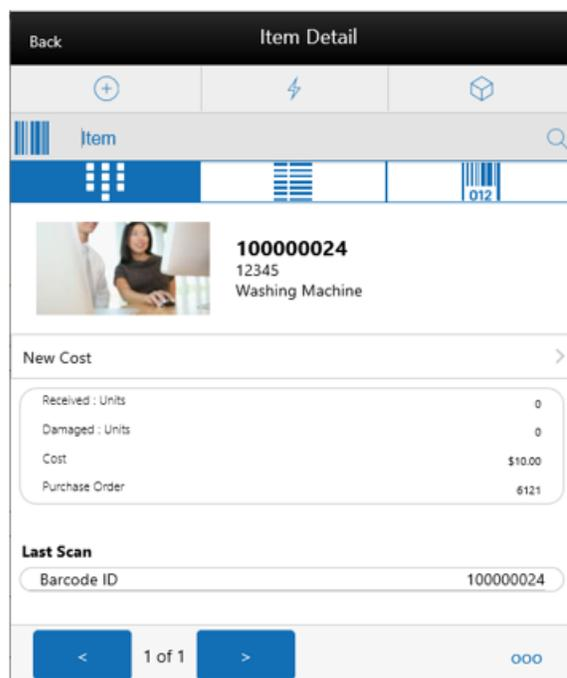 Back Item Detail
Item
012
100000024
12345
Washing Machine
New Cost >
Received : Units 0
Damaged : Units 0
Cost $10.00
Purchase Order 6121
Last Scan
Barcode ID 100000024
< 1 of 1 > ooo